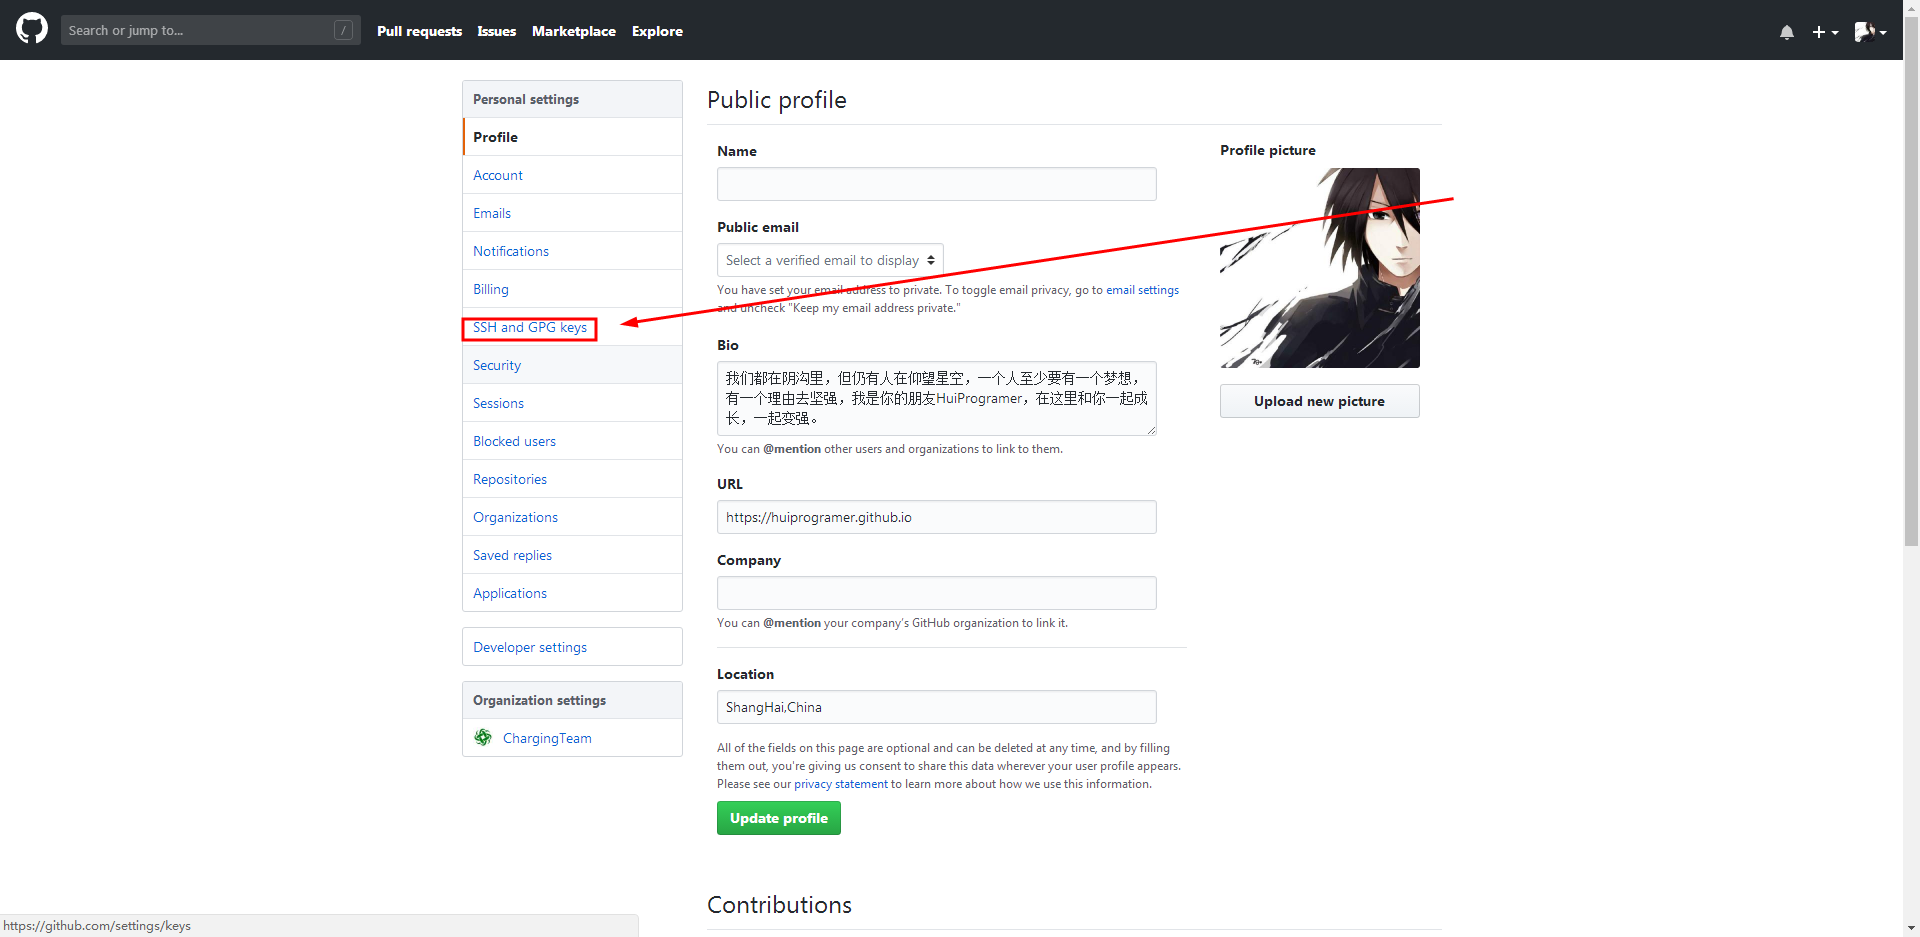 Search or jump to...
/
Pull requests
Issues
Marketplace
Explore
Personal settings
Profile
Account
Emails
Notifications
Billing
SSH and GPG keys
Security
Sessions
Blocked users
Repositories
Organizations
Saved replies
Applications
Developer settings
Organization settings
ChargingTeam
Public profile
Name
Public email
Select a verified email to display
You have set your email address to private. To toggle email privacy, go to email settings
and uncheck "Keep my email address private."
Bio
我们都在阴沟里，但仍有人在仰望星空，一个人至少要有一个梦想，
有一个理由去坚强，我是你的朋友HuiProgramer，在这里和你一起成
长，一起变强。
You can @mention other users and organizations to link to them.
URL
https://huiprogramer.github.io
Company
You can @mention your company's GitHub organization to link it.
Location
ShangHai,China
All of the fields on this page are optional and can be deleted at any time, and by filling
them out, you're giving us consent to share this data wherever your user profile appears.
Please see our privacy statement to learn more about how we use this information.
Update profile
Profile picture
Upload new picture
Contributions
https://github.com/settings/keys